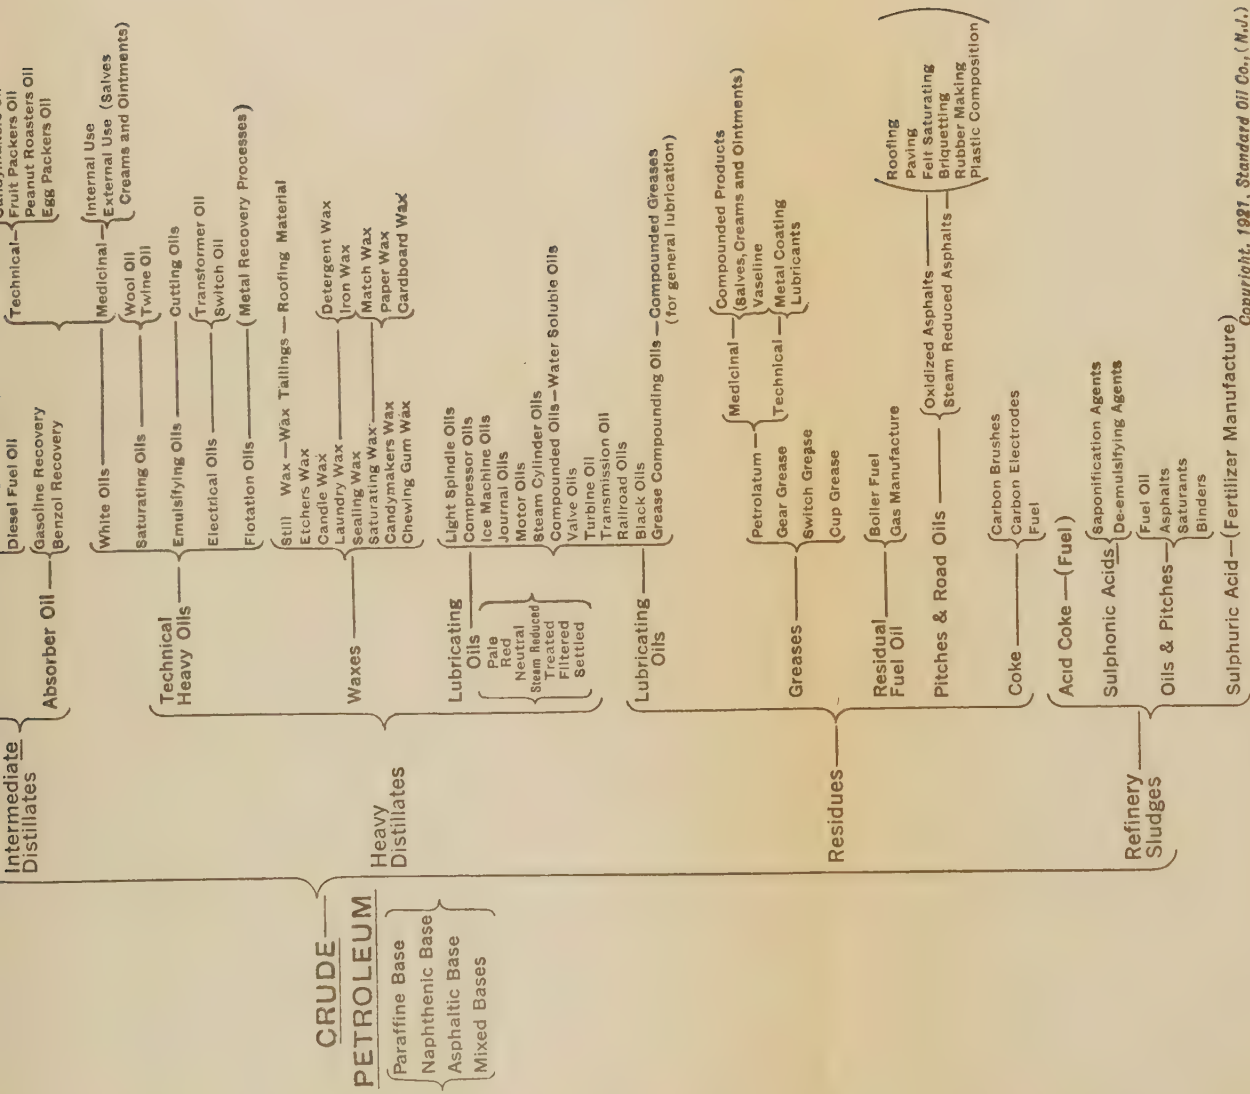 CRUDE
PETROLEUM
Paraffine Base
Naphthenic Base
Asphaltic Base
Mixed Bases
Intermediate
Distillates
Diesel Fuel Oil
Absorber Oil
Gasoline Recovery
Benzol Recovery
Heavy
Distillates
Technical
Heavy Oils
White Oils
Technical
Fruit Packers Oil
Peanut Roasters Oil
Egg Packers Oil
Medicinal
Internal Use
External Use (Salves
Creams and Ointments)
Saturating Oils
Wool Oil
Twine Oil
Emulsifying Oils
Cutting Oils
Electrical Oils
Transformer Oil
Switch Oil
Flotation Oils
(Metal Recovery Processes)
Waxes
Still Wax—Wax Tailings—Roofing Material
Etchers Wax
Candle Wax
Laundry Wax
Detergent Wax
Iron Wax
Sealing Wax
Saturating Wax
Match Wax
Paper Wax
Cardboard Wax
Candymakers Wax
Chewing Gum Wax
Lubricating
Oils
Pale
Red
Neutral
Steam Reduced
Treated
Filtered
Settled
Light Spindle Oils
Compressor Oils
Ice Machine Oils
Journal Oils
Motor Oils
Steam Cylinder Oils
Compounded Oils—Water Soluble Oils
Valve Oils
Turbine Oil
Transmission Oil
Railroad Oils
Black Oils
Grease Compounding Oils—Compounded Greases
(for general lubrication)
Residues
Lubricating
Oils
Greases
Petrolatum
Medicinal
Compounded Products
(Salves, Creams and Ointments)
Vaseline
Technical
Metal Coating
Lubricants
Gear Grease
Switch Grease
Cup Grease
Residual
Fuel Oil
Boiler Fuel
Gas Manufacture
Pitches & Road Oils
Oxidized Asphalts
Steam Reduced Asphalts
Roofing
Paving
Felt Saturating
Briquetting
Rubber Making
Plastic Composition
Coke
Carbon Brushes
Carbon Electrodes
Fuel
Refinery
Sludges
Acid Coke—(Fuel)
Sulphonic Acids
Saponification Agents
De-emulsifying Agents
Oils & Pitches
Fuel Oil
Asphalts
Saturants
Binders
Sulphuric Acid—(Fertilizer Manufacture)
Copyright, 1921, Standard Oil Co., (N.J.)